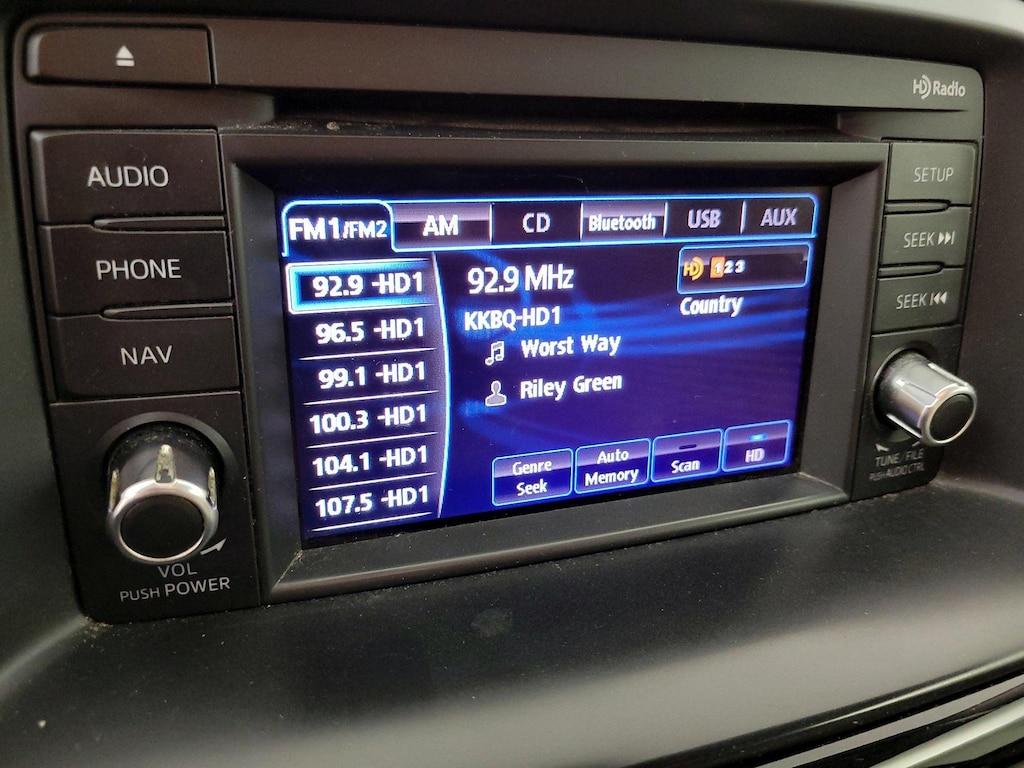 HD Radio
AUDIO
PHONE
NAV
VOL
PUSH POWER
FM1/FM2
AM
CD
Bluetooth
USB
AUX
92.9 -HD1
96.5 -HD1
99.1 -HD1
100.3 -HD1
104.1 -HD1
107.5 -HD1
92.9 MHz
HD 1 2 3
KKBQ-HD1
Country
Worst Way
Riley Green
Genre
Seek
Auto
Memory
Scan
HD
SETUP
SEEK
SEEK
TUNE/FILE
PUSH AUDIO CTRL